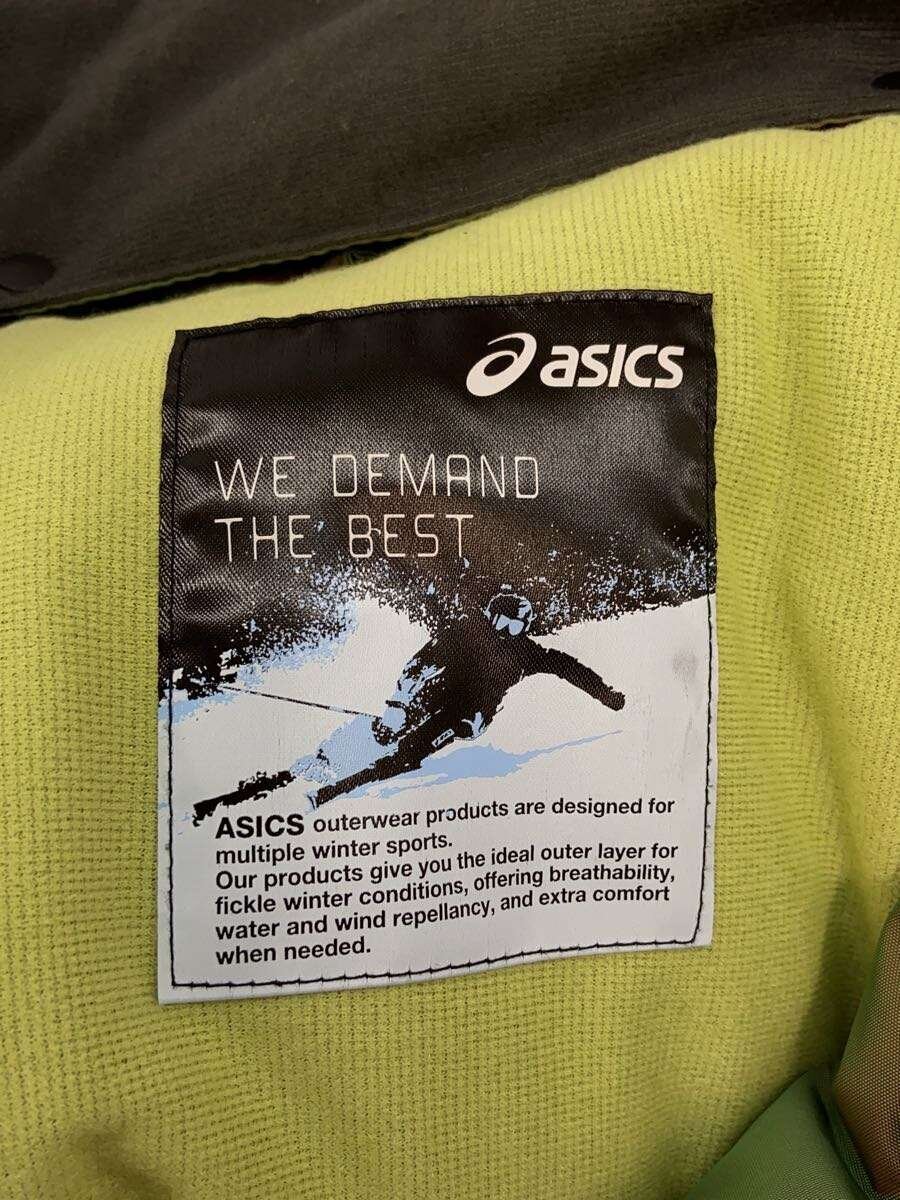 asics
WE DEMAND
THE BEST
ASICS outerwear products are designed for
multiple winter sports.
Our products give you the ideal outer layer for
fickle winter conditions, offering breathability,
water and wind repellancy, and extra comfort
when needed.